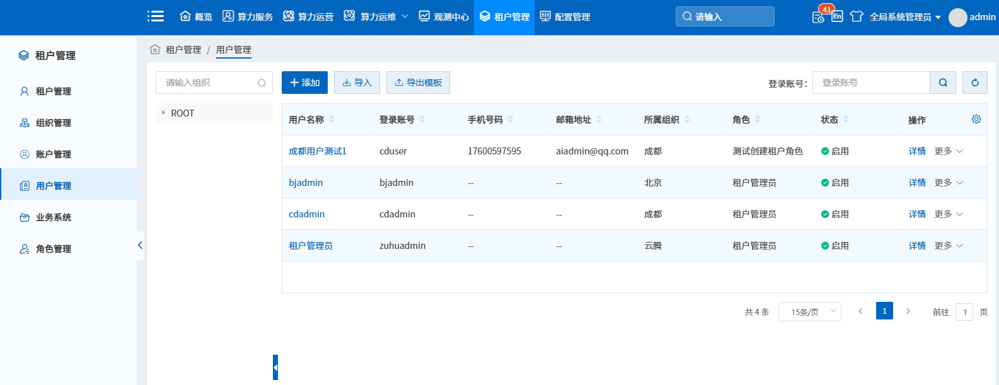 概览 算力服务 算力运营 算力运维 观测中心 租户管理 配置管理 请输入 41 En 全局系统管理员 admin
租户管理
租户管理
组织管理
账户管理
用户管理
业务系统
角色管理
租户管理 / 用户管理
请输入组织
ROOT
添加 导入 导出模板 登录账号： 登录账号
用户名称 登录账号 手机号码 邮箱地址 所属组织 角色 状态 操作
成都用户测试1 cduser 17600597595 aiadmin@qq.com 成都 测试创建租户角色 启用 详情 更多
bjadmin bjadmin -- -- 北京 租户管理员 启用 详情 更多
cdadmin cdadmin -- -- 成都 租户管理员 启用 详情 更多
租户管理员 zuhuadmin -- -- 云腾 租户管理员 启用 详情 更多
共 4 条 15条/页 1 前往 1 页